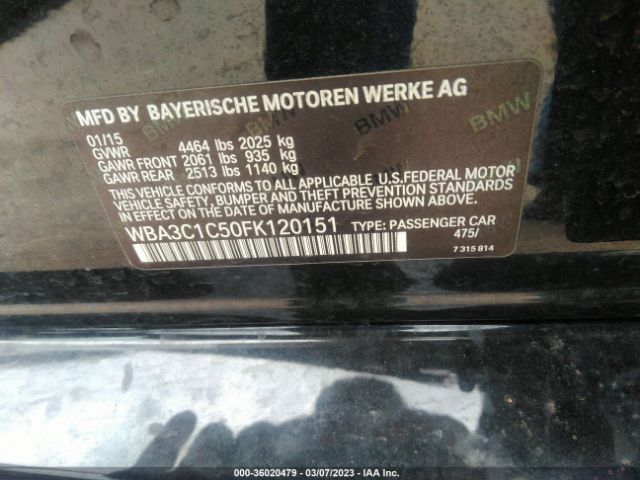 MFD BY BAYERISCHE MOTOREN WERKE AG
01/15
GVWR 4464 lbs 2025 kg
GAWR FRONT 2061 lbs 935 kg
GAWR REAR 2513 lbs 1140 kg
THIS VEHICLE CONFORMS TO ALL APPLICABLE U.S.FEDERAL MOTOR
VEHICLE SAFETY, BUMPER AND THEFT PREVENTION STANDARDS
IN EFFECT ON THE DATE OF MANUFACTURE SHOWN ABOVE.
WBA3C1C50FK120151 TYPE: PASSENGER CAR
475/
7 315 814
BMW
BMW
BMW
000-36020479 — 03/07/2023 — IAA Inc.